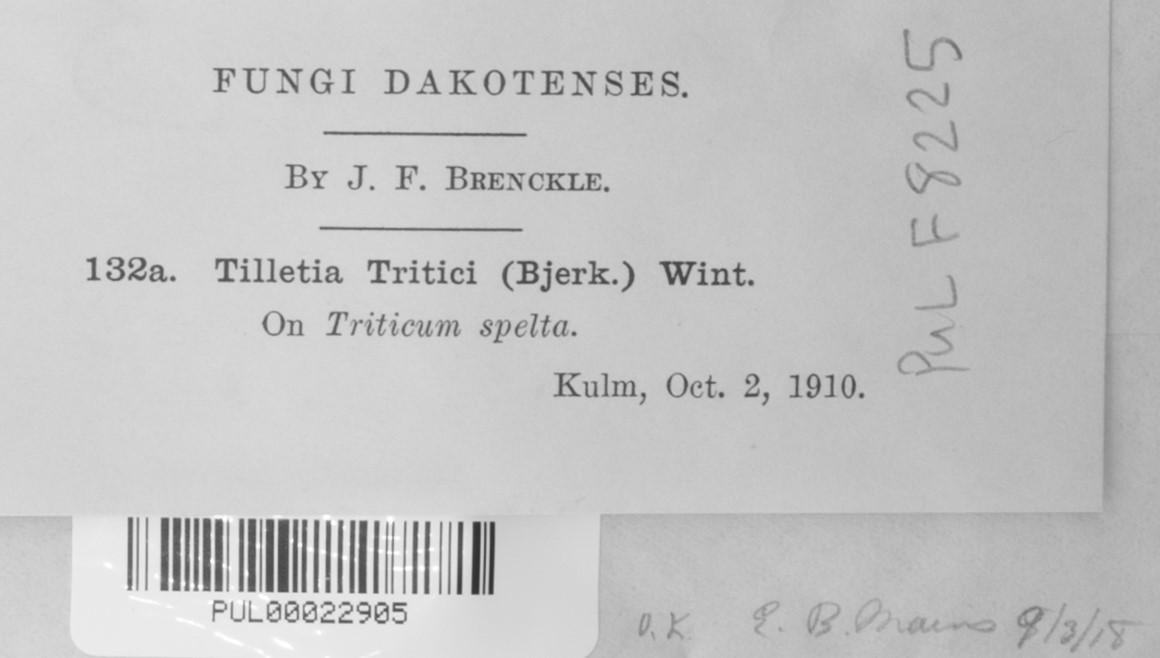 FUNGI DAKOTENSES.
BY J. F. BRENCKLE.
132a. Tilletia Tritici (Bjerk.) Wint.
On Triticum spelta.
Kulm, Oct. 2, 1910.
PUL F8225
PUL00022905
O.K. E. B. Mains 9/3/18